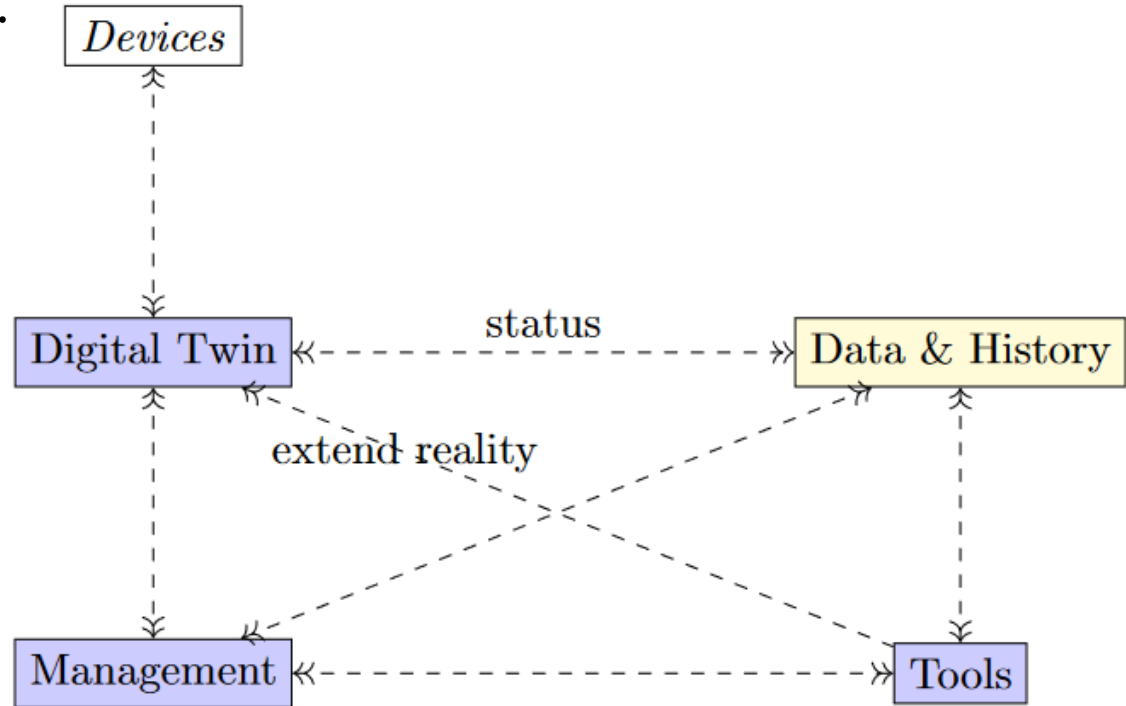 Devices
status
Digital Twin
Data & History
extend reality
Management
Tools